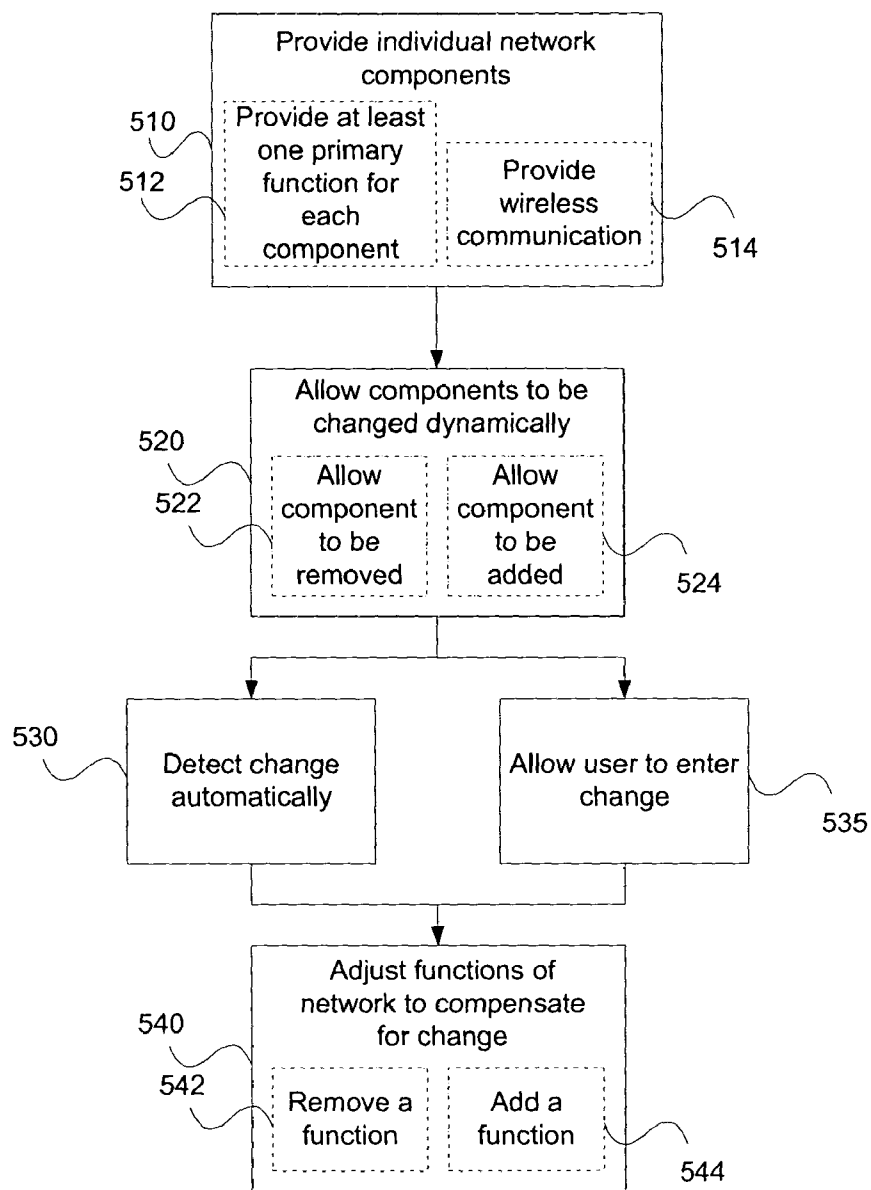 Provide individual network
components
510
Provide at least
one primary
function for
each
component
512
Provide
wireless
communication
514
Allow components to be
changed dynamically
520
Allow
component
to be
removed
522
Allow
component
to be
added
524
530
Detect change
automatically
Allow user to enter
change
535
Adjust functions of
network to compensate
for change
540
542
Remove a
function
Add a
function
544